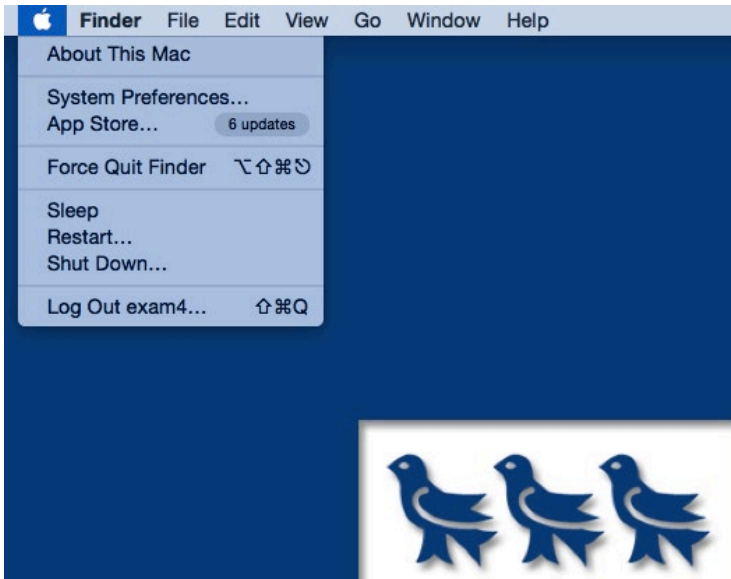 Finder File Edit View Go Window Help
About This Mac
System Preferences...
App Store... 6 updates
Force Quit Finder ⌥⇧⌘⎋
Sleep
Restart...
Shut Down...
Log Out exam4... ⇧⌘Q